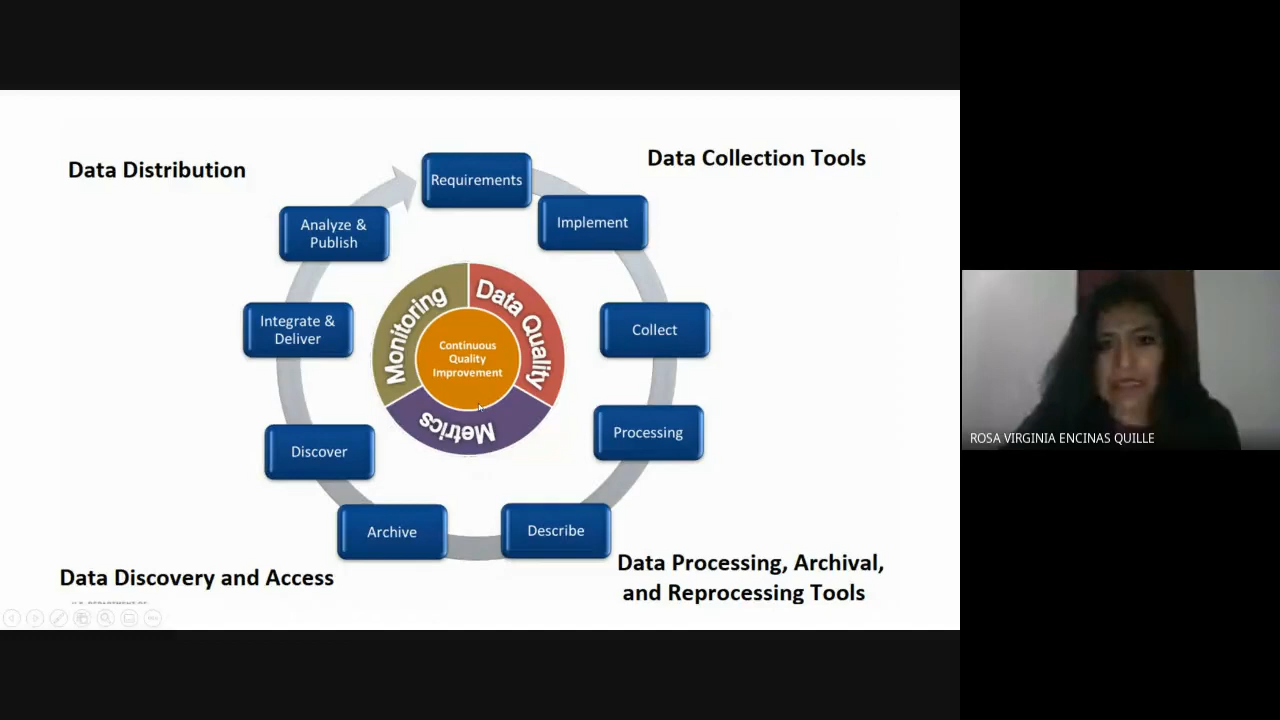 Data Distribution
Data Collection Tools
Requirements
Implement
Analyze &
Publish
Collect
Integrate &
Deliver
Monitoring
Data Quality
Metrics
Continuous
Quality
Improvement
Processing
Discover
Describe
Archive
Data Discovery and Access
Data Processing, Archival,
and Reprocessing Tools
ROSA VIRGINIA ENCINAS QUILLE